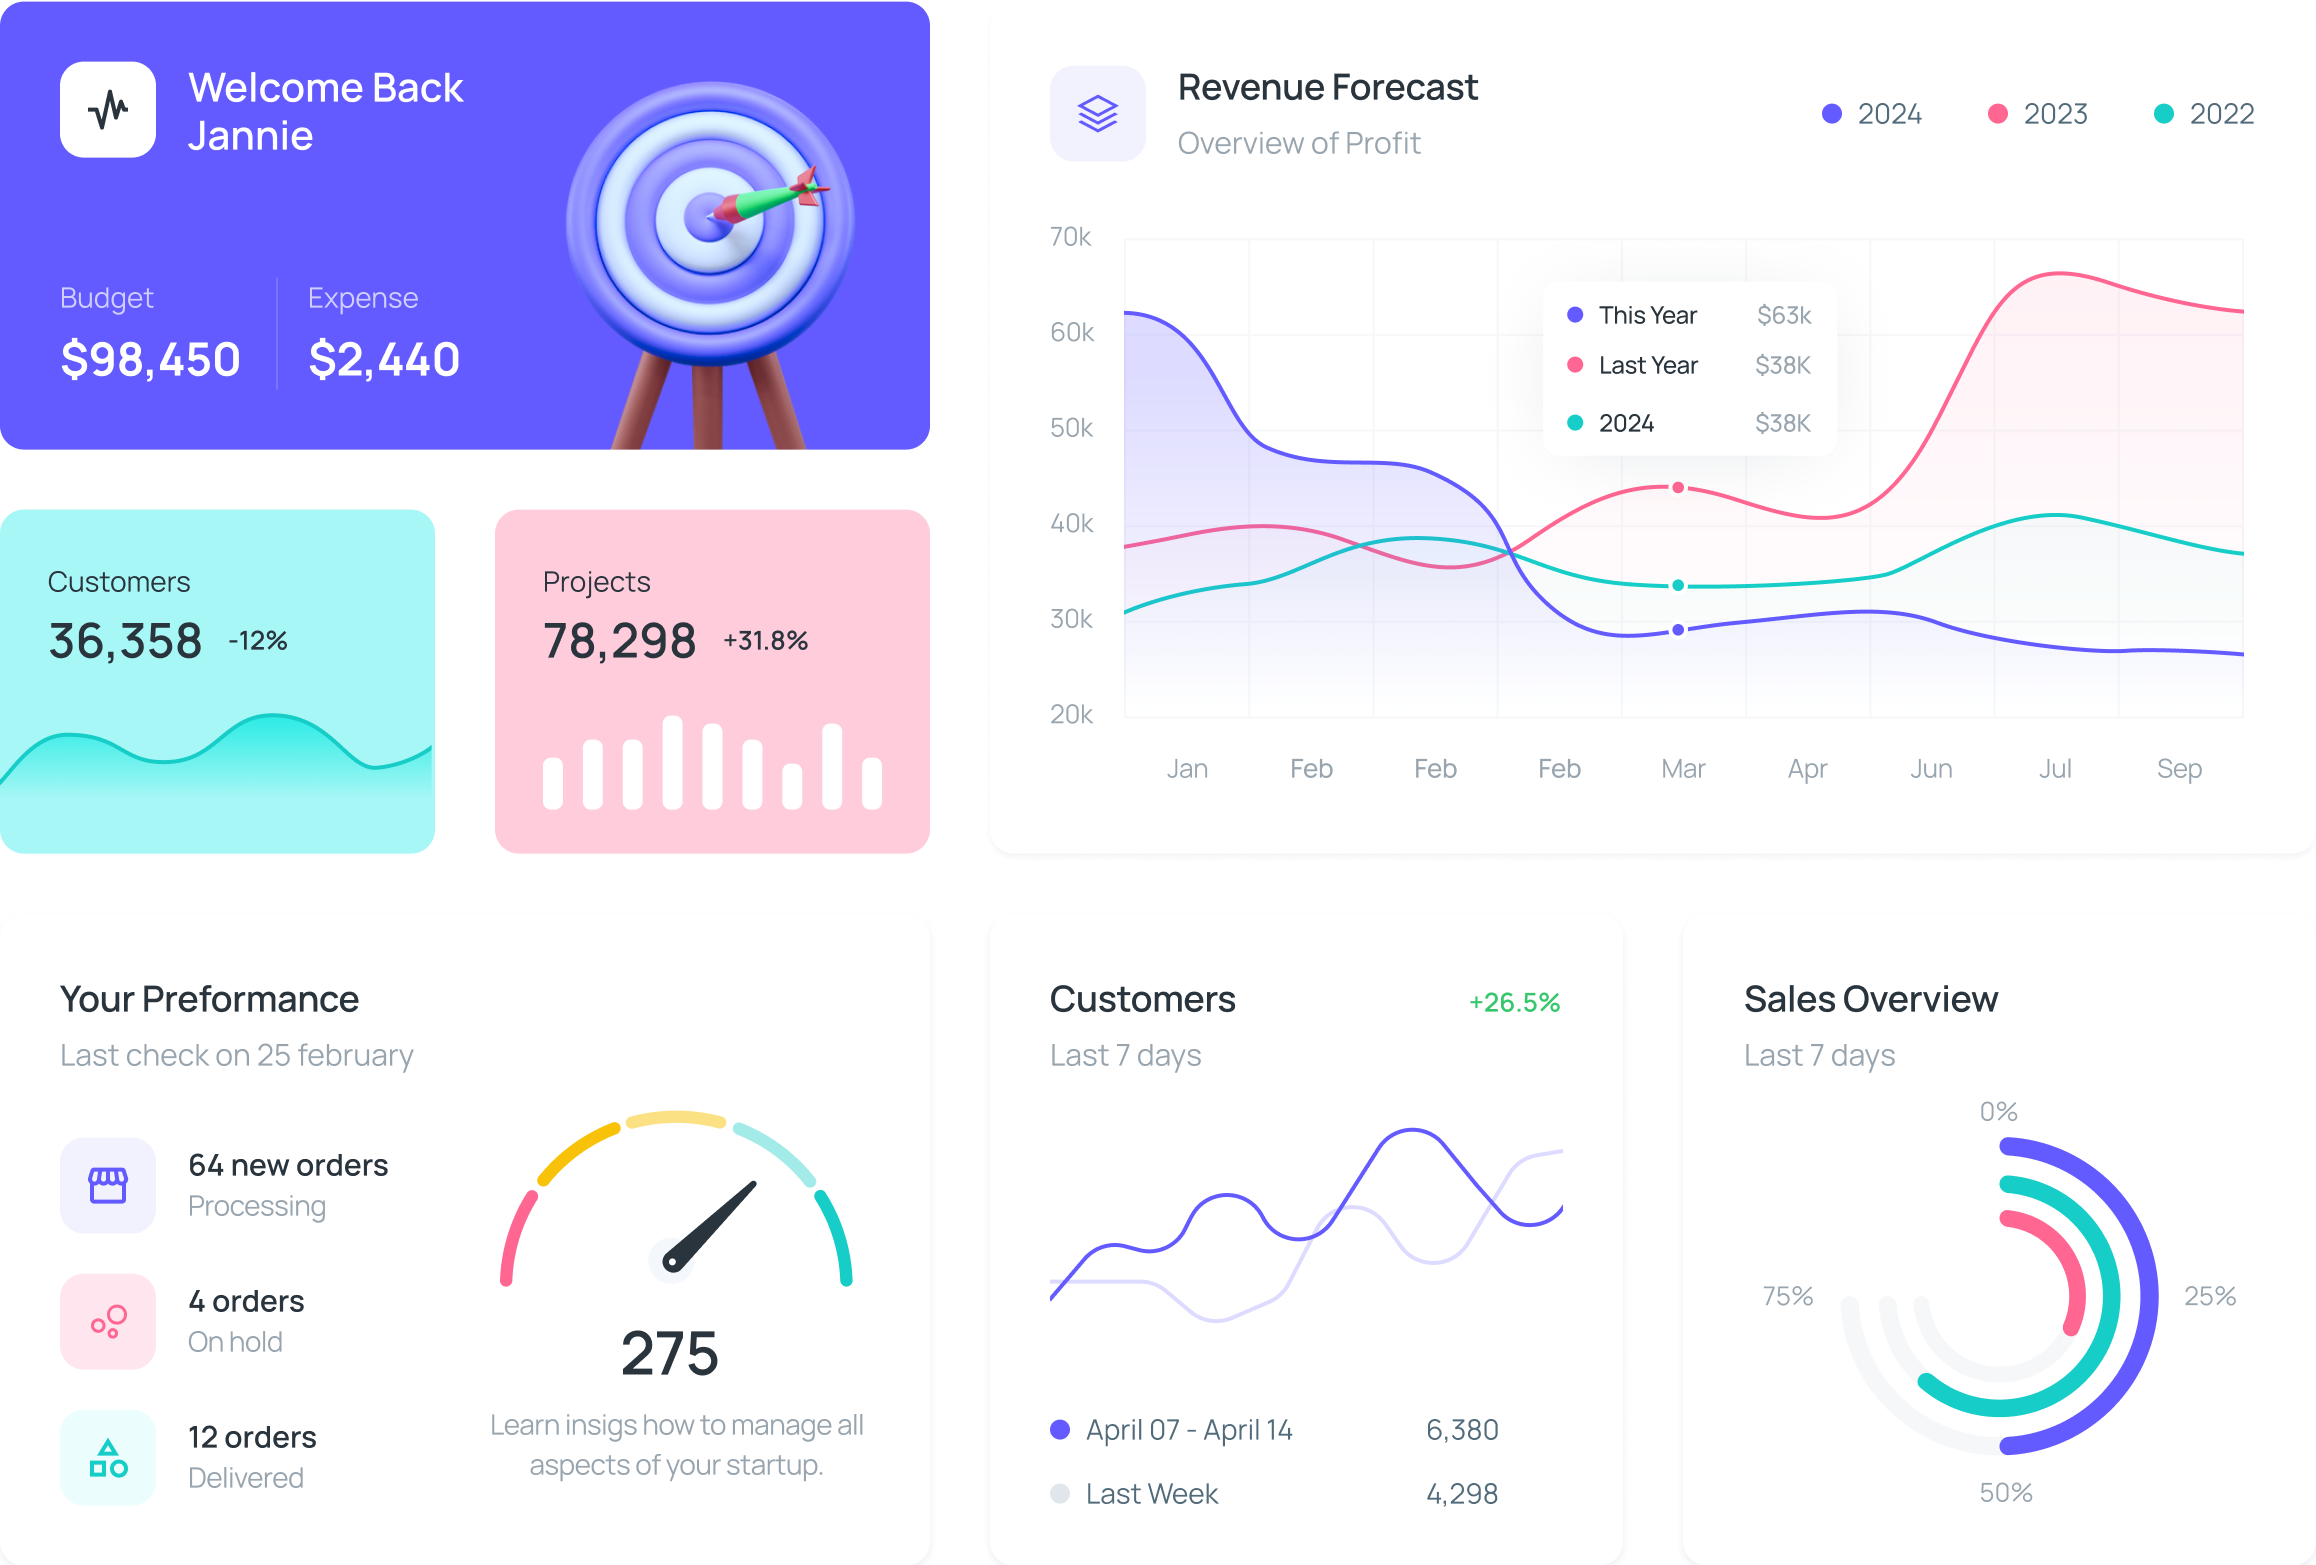 Welcome Back
Jannie
Budget
$98,450
Expense
$2,440
Customers
36,358 -12%
Projects
78,298 +31.8%
Revenue Forecast
Overview of Profit
2024 2023 2022
70k
60k
50k
40k
30k
20k
This Year $63k
Last Year $38K
2024 $38K
Jan Feb Feb Feb Mar Apr Jun Jul Sep
Your Preformance
Last check on 25 february
64 new orders
Processing
4 orders
On hold
12 orders
Delivered
275
Learn insigs how to manage all
aspects of your startup.
Customers +26.5%
Last 7 days
April 07 - April 14 6,380
Last Week 4,298
Sales Overview
Last 7 days
0%
75% 25%
50%